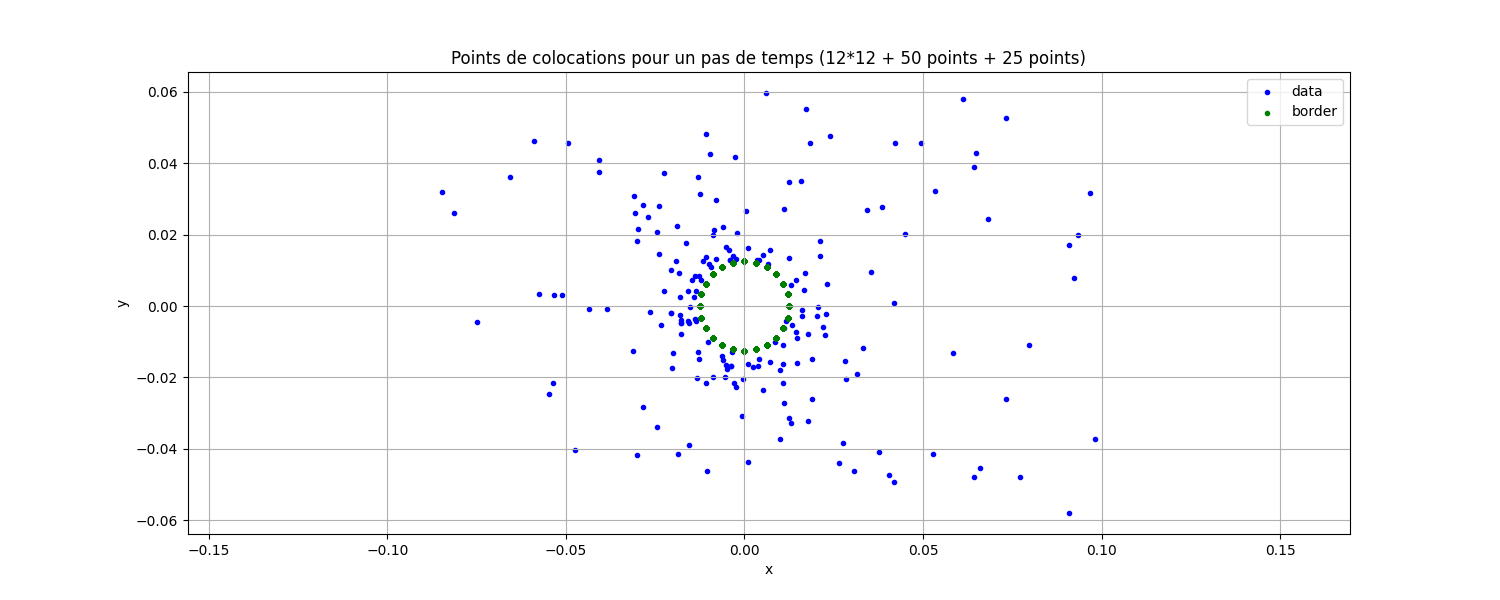 Points de colocations pour un pas de temps (12*12 + 50 points + 25 points)
data
border
0.06
0.04
0.02
0.00
−0.02
−0.04
−0.06
y
−0.15
−0.10
−0.05
0.00
0.05
0.10
0.15
x